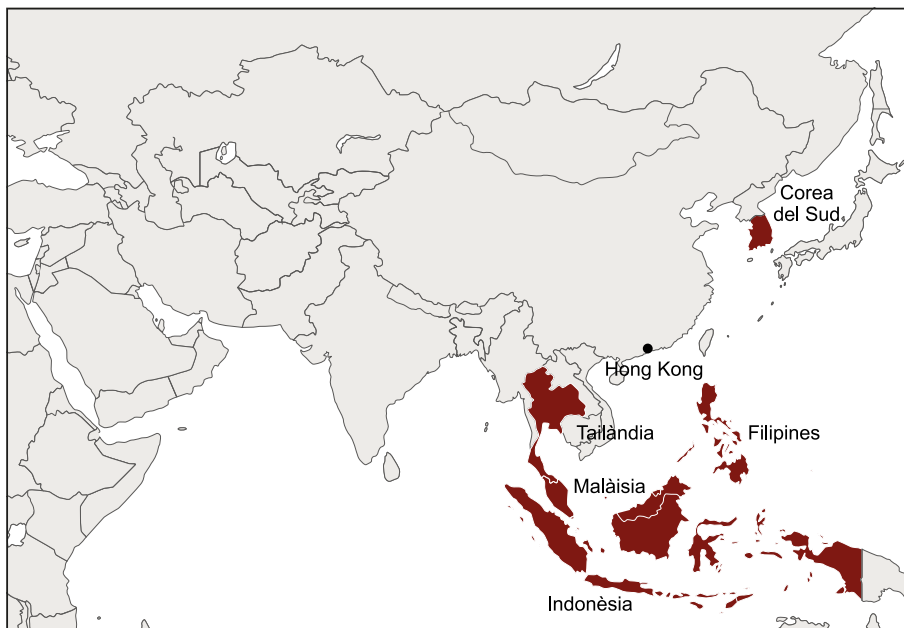 Corea
del Sud
Hong Kong
Tailàndia
Filipines
Malàisia
Indonèsia